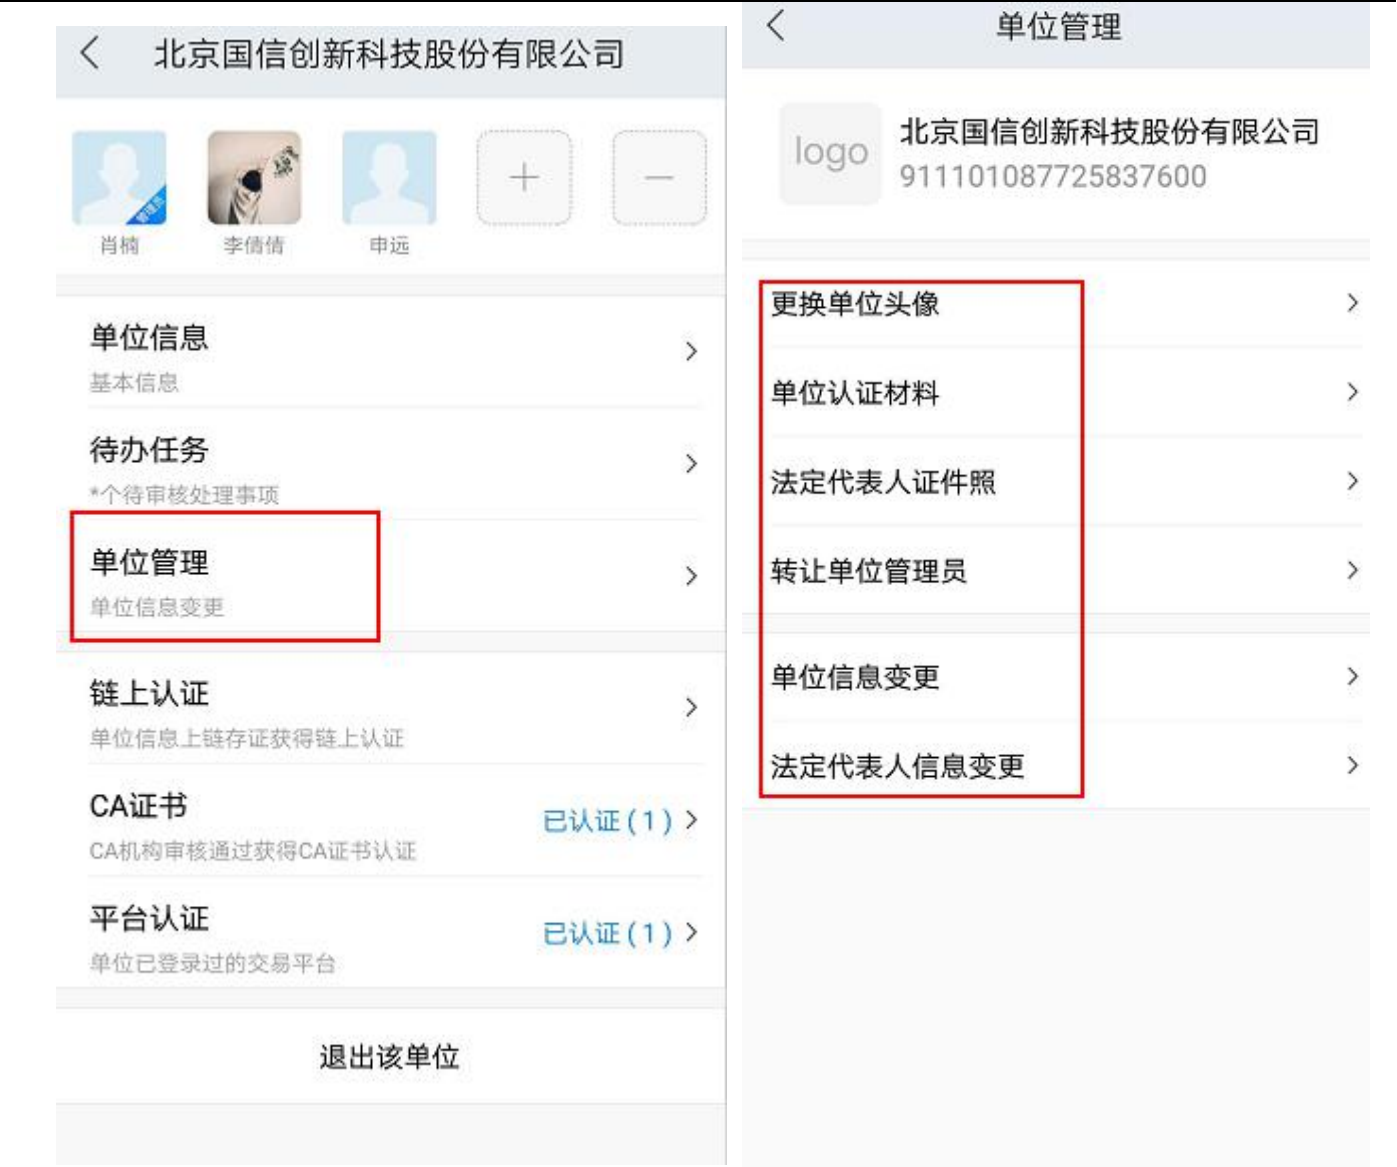 北京国信创新科技股份有限公司
管理员
肖楠
李倩倩
申远
单位信息
基本信息
待办任务
*个待审核处理事项
单位管理
单位信息变更
链上认证
单位信息上链存证获得链上认证
CA证书
已认证(1)
CA机构审核通过获得CA证书认证
平台认证
已认证(1)
单位已登录过的交易平台
退出该单位
单位管理
logo
北京国信创新科技股份有限公司
911101087725837600
更换单位头像
单位认证材料
法定代表人证件照
转让单位管理员
单位信息变更
法定代表人信息变更